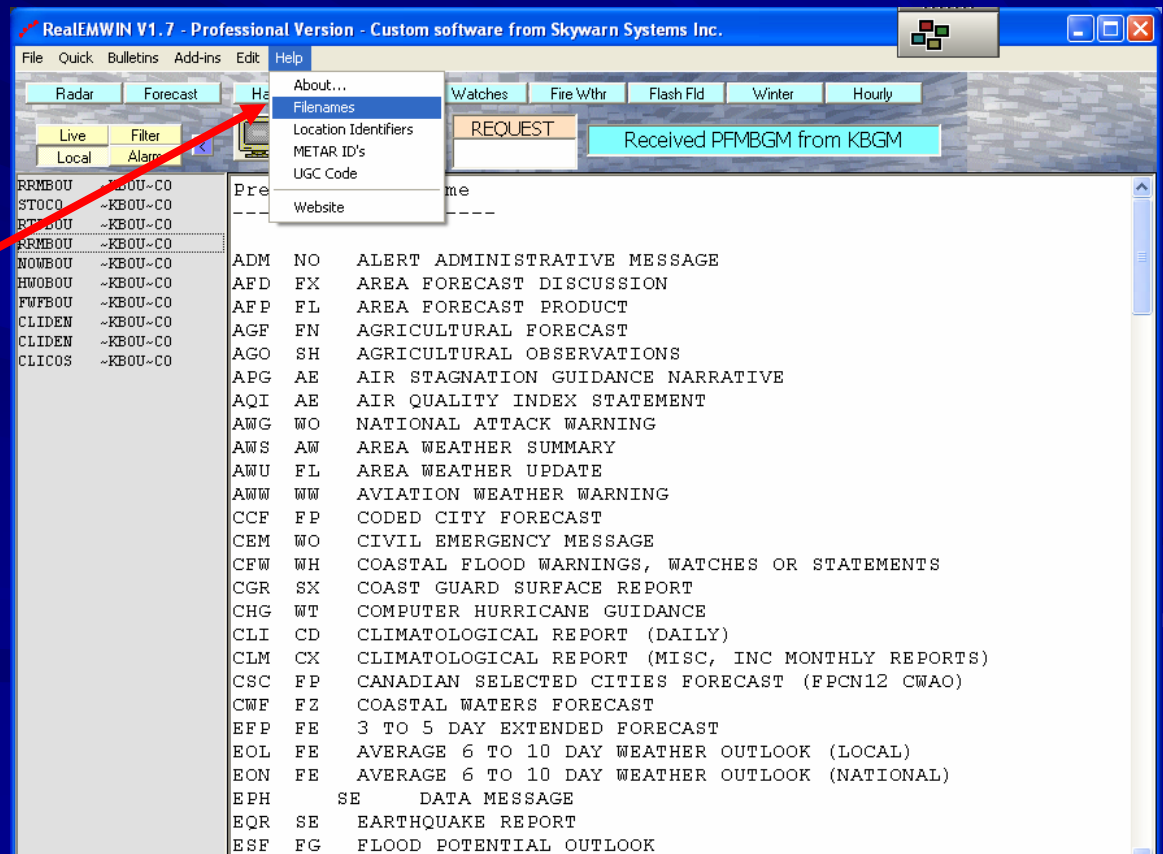 RealEMWIN V1.7 - Professional Version - Custom software from Skywarn Systems Inc.
File Quick Bulletins Add-ins Edit Help
About...
Filenames
Location Identifiers
METAR ID's
UGC Code
Website
Radar Forecast Ha Watches Fire Wthr Flash Fld Winter Hourly
Live Filter < REQUEST Received PFMBGM from KBGM
Local Alarm
RRMBOU ~KBOU~CO
STOCO ~KBOU~CO
~KBOU~CO
RRMBOU ~KBOU~CO
NOWBOU ~KBOU~CO
HWOBOU ~KBOU~CO
FWFBOU ~KBOU~CO
CLIDEN ~KBOU~CO
CLIDEN ~KBOU~CO
CLICOS ~KBOU~CO
Pre me
ADM NO ALERT ADMINISTRATIVE MESSAGE
AFD FX AREA FORECAST DISCUSSION
AFP FL AREA FORECAST PRODUCT
AGF FN AGRICULTURAL FORECAST
AGO SH AGRICULTURAL OBSERVATIONS
APG AE AIR STAGNATION GUIDANCE NARRATIVE
AQI AE AIR QUALITY INDEX STATEMENT
AWG WO NATIONAL ATTACK WARNING
AWS AW AREA WEATHER SUMMARY
AWU FL AREA WEATHER UPDATE
AWW WW AVIATION WEATHER WARNING
CCF FP CODED CITY FORECAST
CEM WO CIVIL EMERGENCY MESSAGE
CFW WH COASTAL FLOOD WARNINGS, WATCHES OR STATEMENTS
CGR SX COAST GUARD SURFACE REPORT
CHG WT COMPUTER HURRICANE GUIDANCE
CLI CD CLIMATOLOGICAL REPORT (DAILY)
CLM CX CLIMATOLOGICAL REPORT (MISC, INC MONTHLY REPORTS)
CSC FP CANADIAN SELECTED CITIES FORECAST (FPCN12 CWAO)
CWF FZ COASTAL WATERS FORECAST
EFP FE 3 TO 5 DAY EXTENDED FORECAST
EOL FE AVERAGE 6 TO 10 DAY WEATHER OUTLOOK (LOCAL)
EON FE AVERAGE 6 TO 10 DAY WEATHER OUTLOOK (NATIONAL)
EPH SE DATA MESSAGE
EQR SE EARTHQUAKE REPORT
ESF FG FLOOD POTENTIAL OUTLOOK